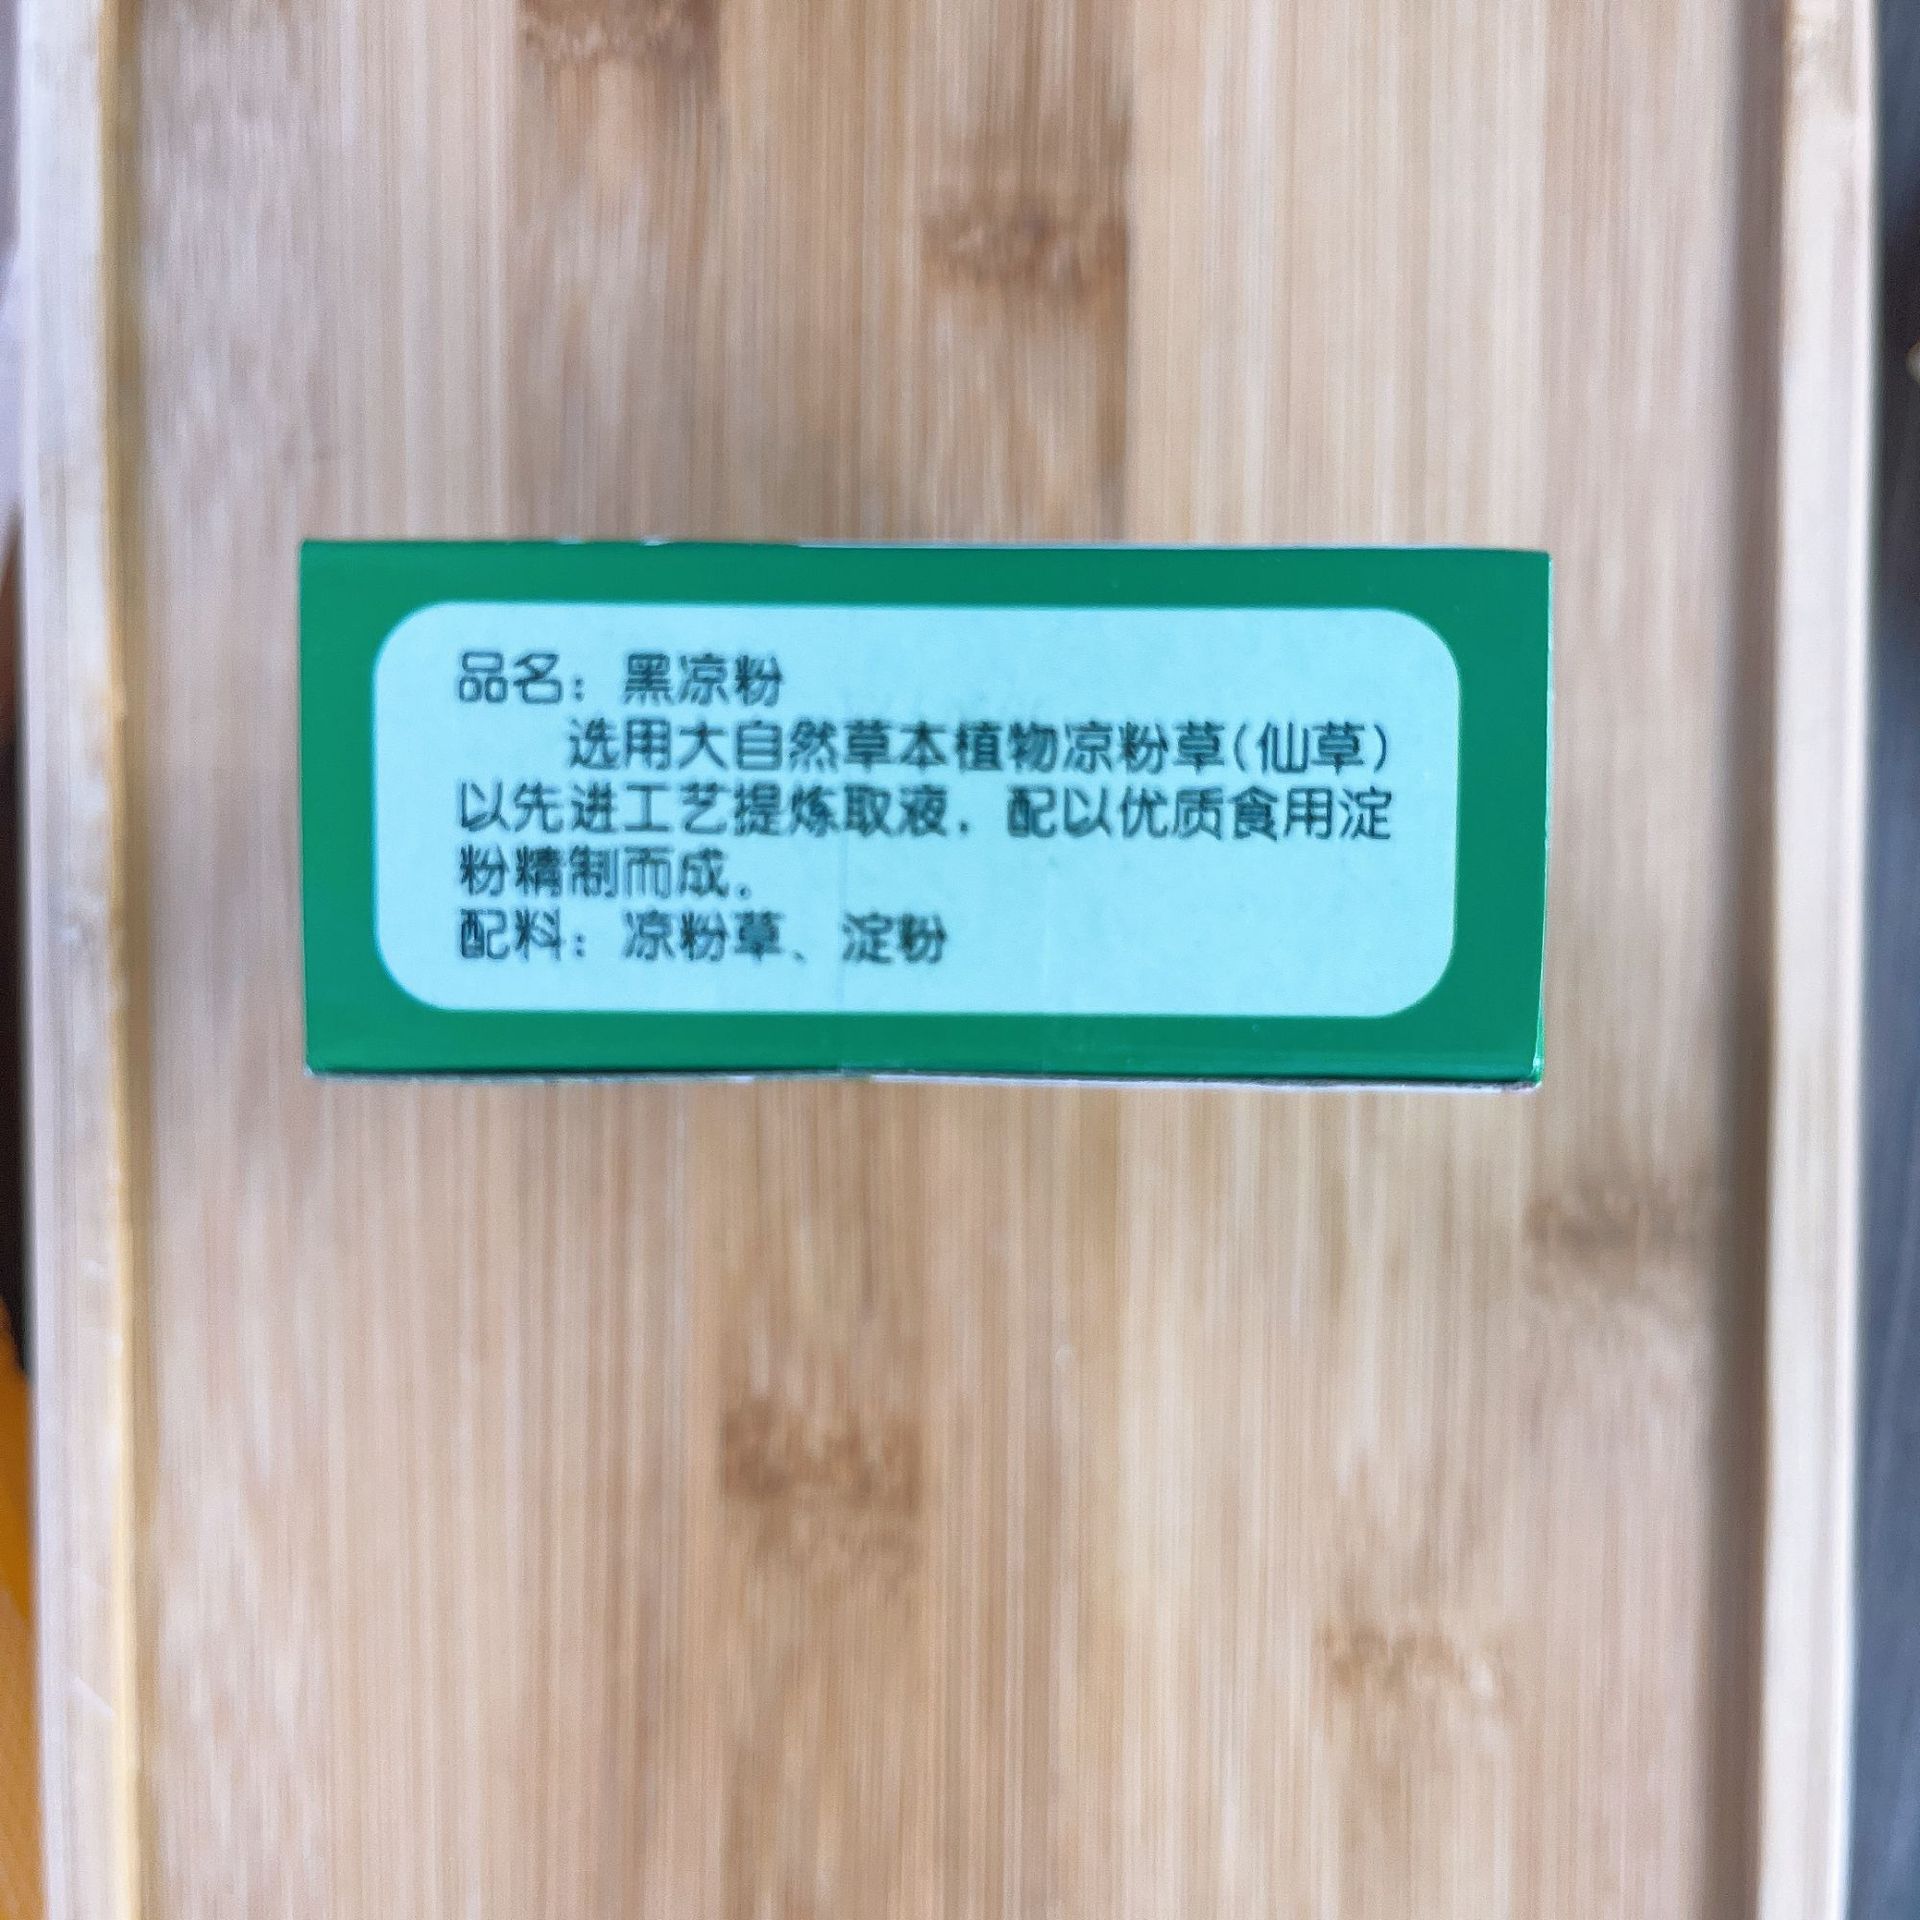 品名：黑凉粉
选用大自然草本植物凉粉草(仙草)
以先进工艺提炼取液．配以优质食用淀
粉精制而成。
配料：凉粉草、淀粉